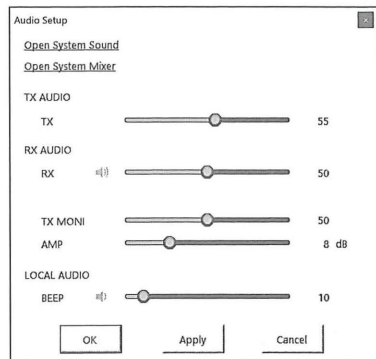 Audio Setup
Open System Sound
Open System Mixer
TX AUDIO
TX 55
RX AUDIO
RX 50
TX MONI 50
AMP 8 dB
LOCAL AUDIO
BEEP 10
OK Apply Cancel